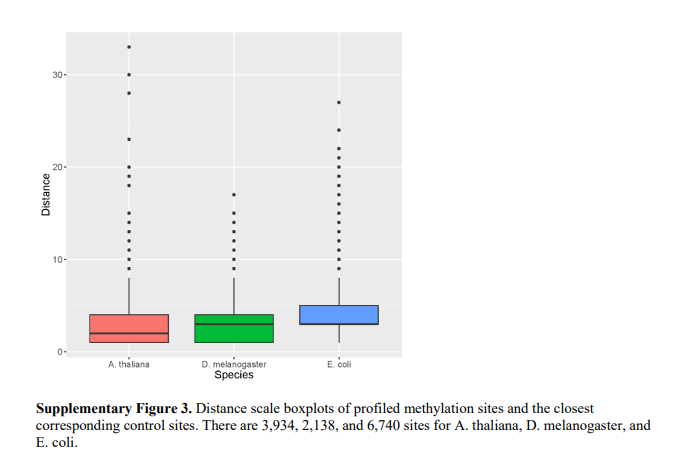 30
20
10
0
Distance
A. thaliana D. melanogaster E. coli
Species
Supplementary Figure 3. Distance scale boxplots of profiled methylation sites and the closest
corresponding control sites. There are 3,934, 2,138, and 6,740 sites for A. thaliana, D. melanogaster, and
E. coli.